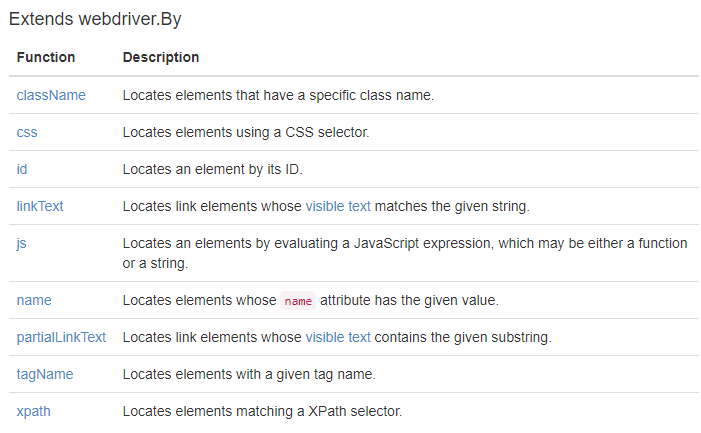 Extends webdriver.By
Function Description
className Locates elements that have a specific class name.
css Locates elements using a CSS selector.
id Locates an element by its ID.
linkText Locates link elements whose visible text matches the given string.
js Locates an elements by evaluating a JavaScript expression, which may be either a function
or a string.
name Locates elements whose name attribute has the given value.
partialLinkText Locates link elements whose visible text contains the given substring.
tagName Locates elements with a given tag name.
xpath Locates elements matching a XPath selector.